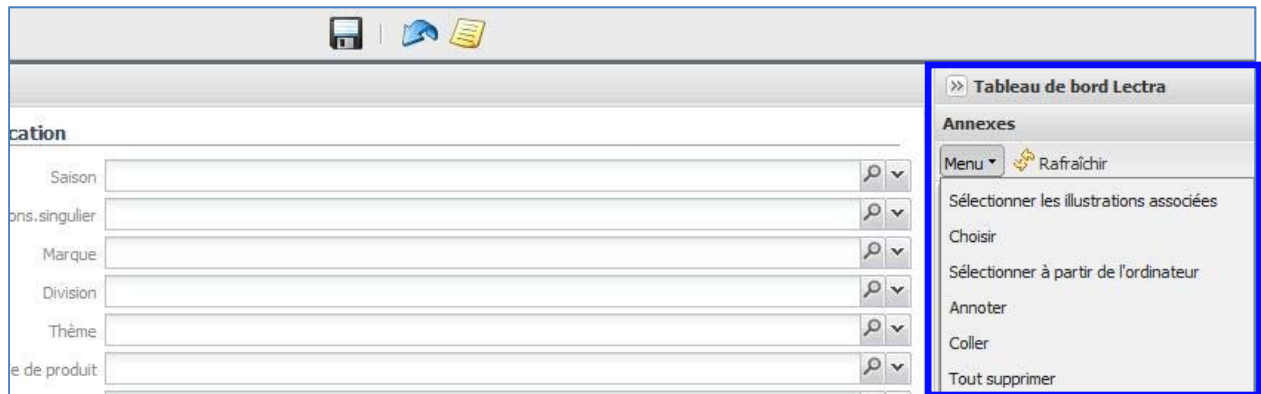 Tableau de bord Lectra
cation
Annexes
Menu Rafraîchir
Saison
ons.singulier
Marque
Division
Thème
e de produit
Sélectionner les illustrations associées
Choisir
Sélectionner à partir de l'ordinateur
Annoter
Coller
Tout supprimer